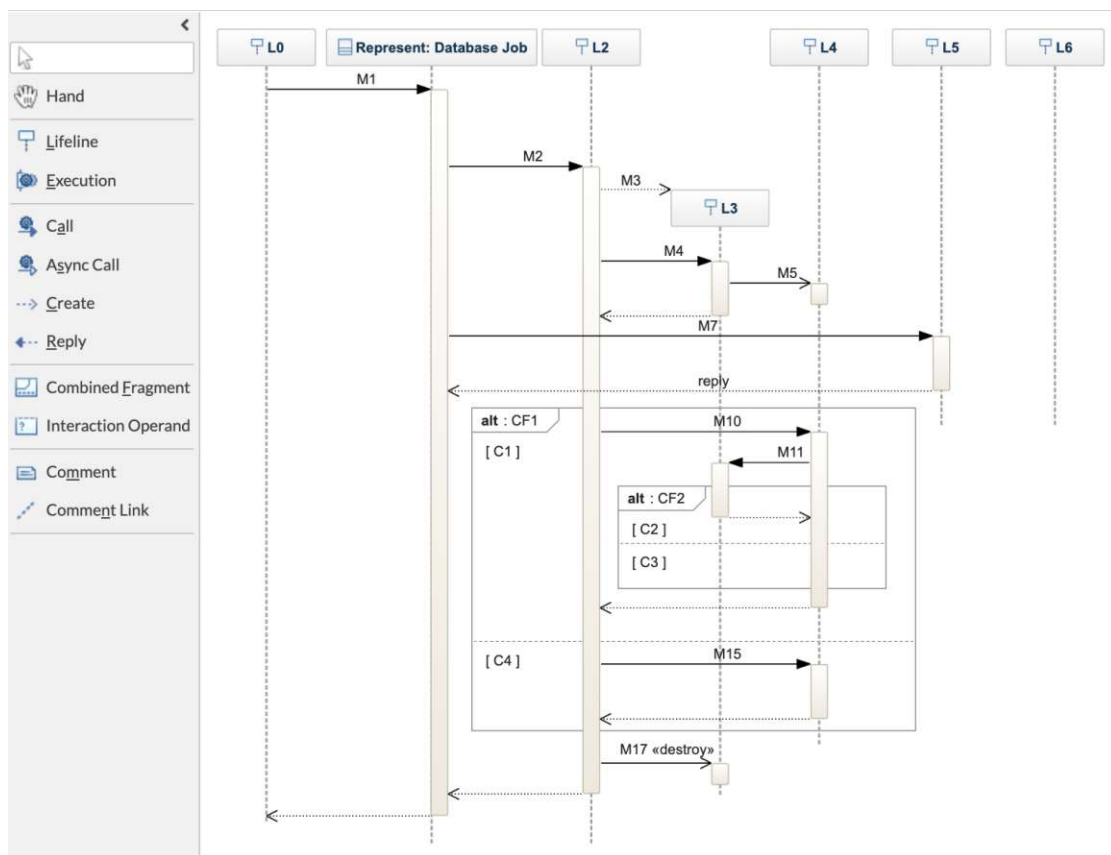 Hand
Lifeline
Execution
Call
Async Call
Create
Reply
Combined Fragment
Interaction Operand
Comment
Comment Link
L0
Represent: Database Job
L2
L4
L5
L6
M1
M2
M3
L3
M4
M5
M7
reply
alt : CF1
M10
[ C1 ]
M11
alt : CF2
[ C2 ]
[ C3 ]
[ C4 ]
M15
M17 «destroy»